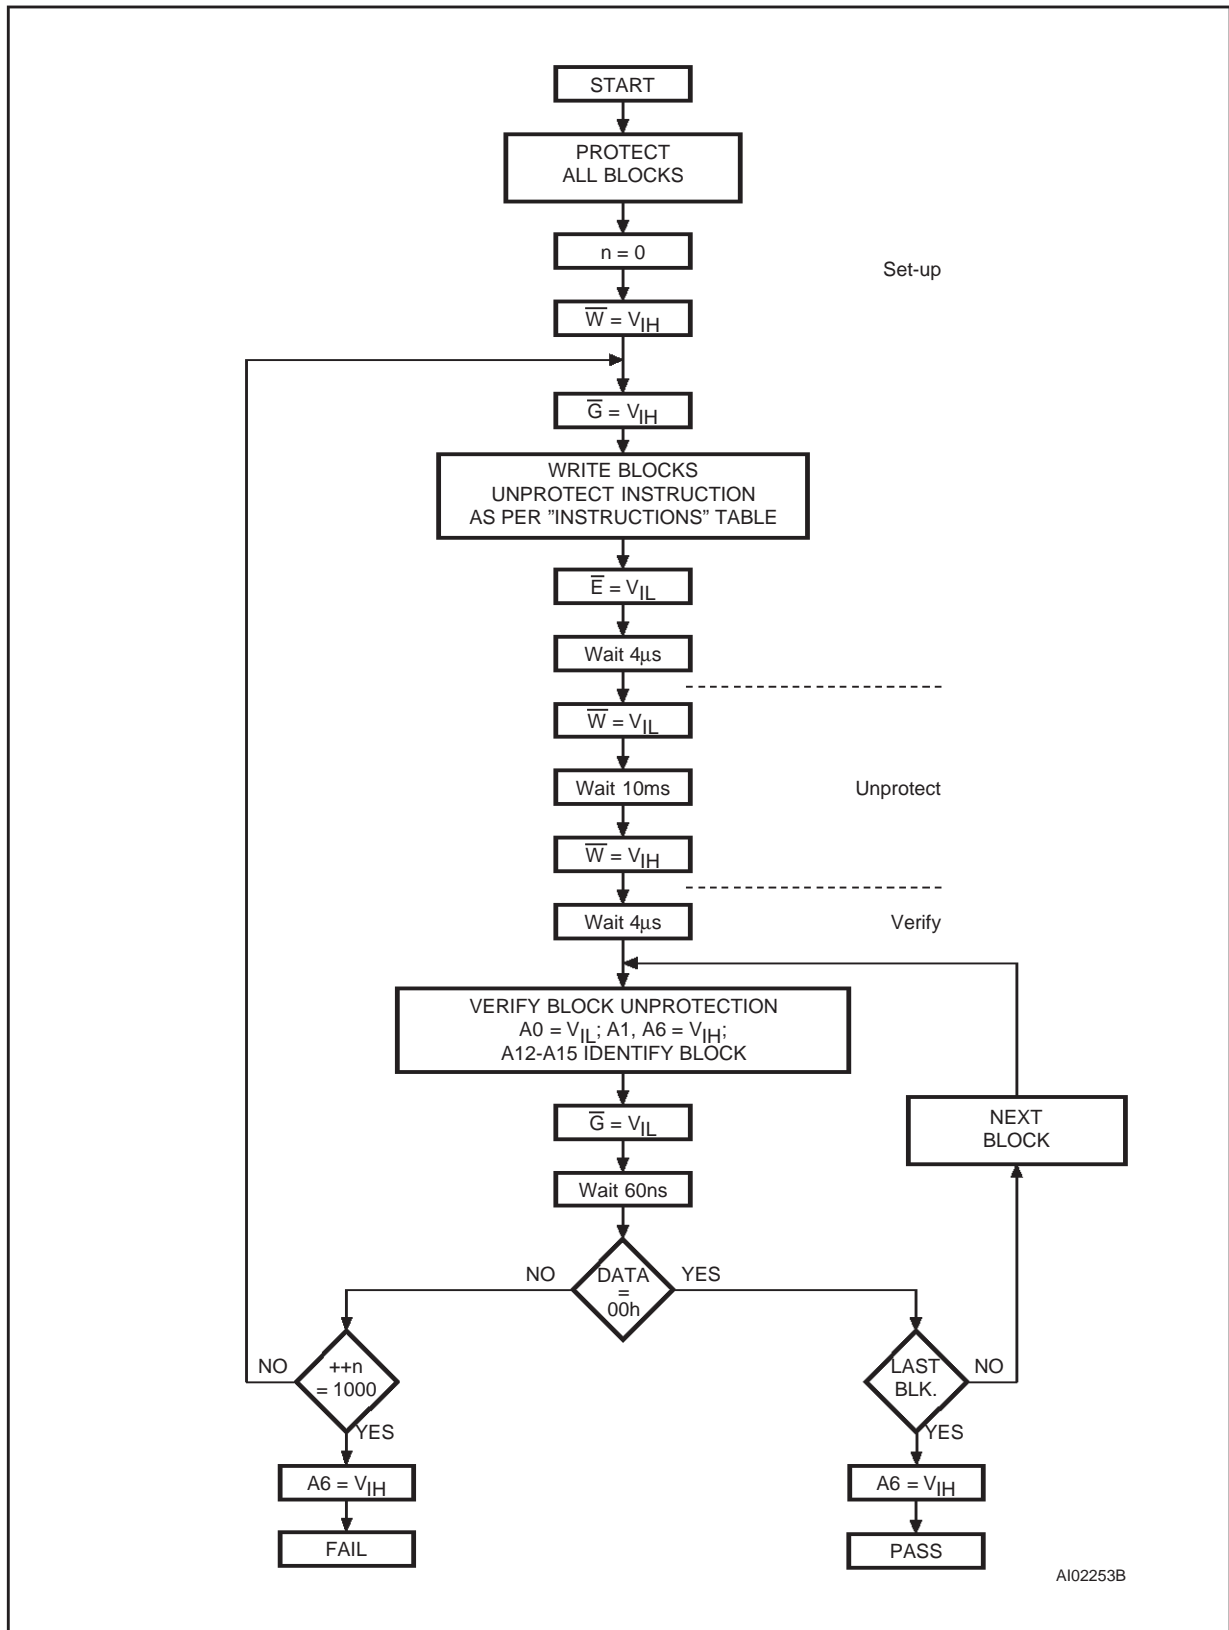 START
PROTECT
ALL BLOCKS
n = 0
Set-up
W̅ = VIH
G̅ = VIH
WRITE BLOCKS
UNPROTECT INSTRUCTION
AS PER ”INSTRUCTIONS” TABLE
E̅ = VIL
Wait 4µs
W̅ = VIL
Wait 10ms
Unprotect
W̅ = VIH
Wait 4µs
Verify
VERIFY BLOCK UNPROTECTION
A0 = VIL; A1, A6 = VIH;
A12-A15 IDENTIFY BLOCK
G̅ = VIL
NEXT
BLOCK
Wait 60ns
NO
DATA
=
00h
YES
NO
++n
= 1000
YES
LAST
BLK.
NO
YES
A6 = VIH
A6 = VIH
FAIL
PASS
AI02253B